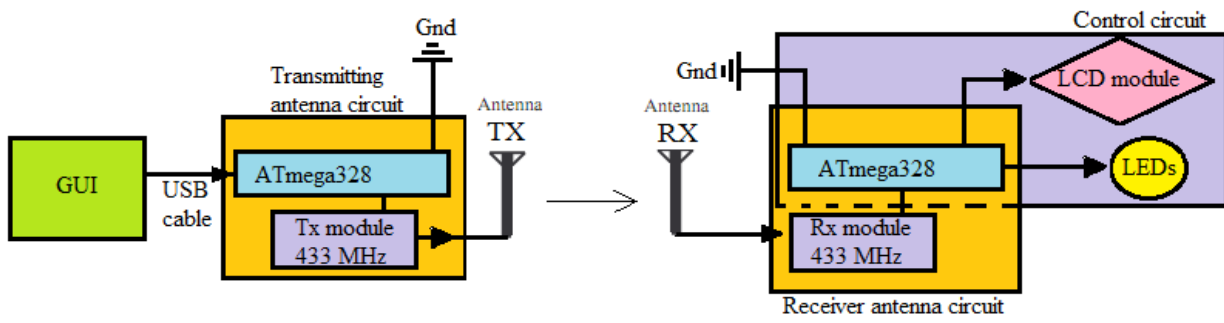 Gnd
Transmitting
antenna circuit
Antenna
TX
GUI
USB
cable
ATmega328
Tx module
433 MHz
Control circuit
Gnd
LCD module
Antenna
RX
ATmega328
LEDs
Rx module
433 MHz
Receiver antenna circuit